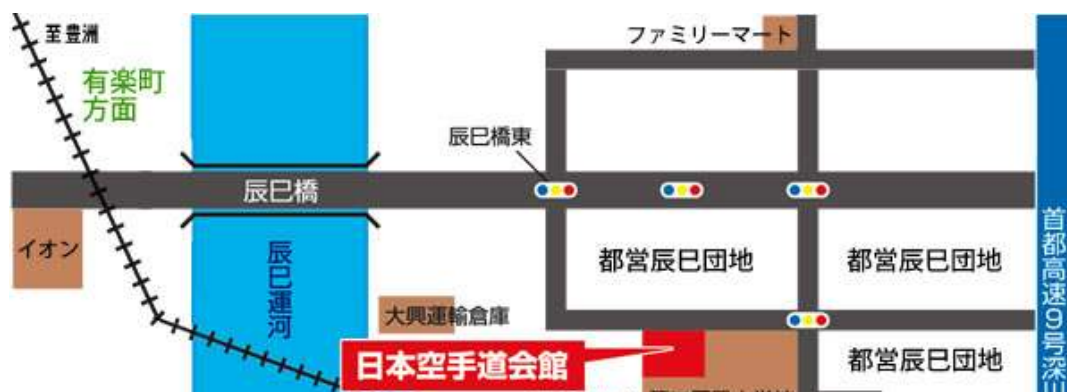 至豊洲
ファミリーマート
有楽町
方面
辰巳橋東
辰巳橋
イオン
辰巳運河
都営辰巳団地
都営辰巳団地
首都高速9号深
大興運輸倉庫
日本空手道会館
都営辰巳団地